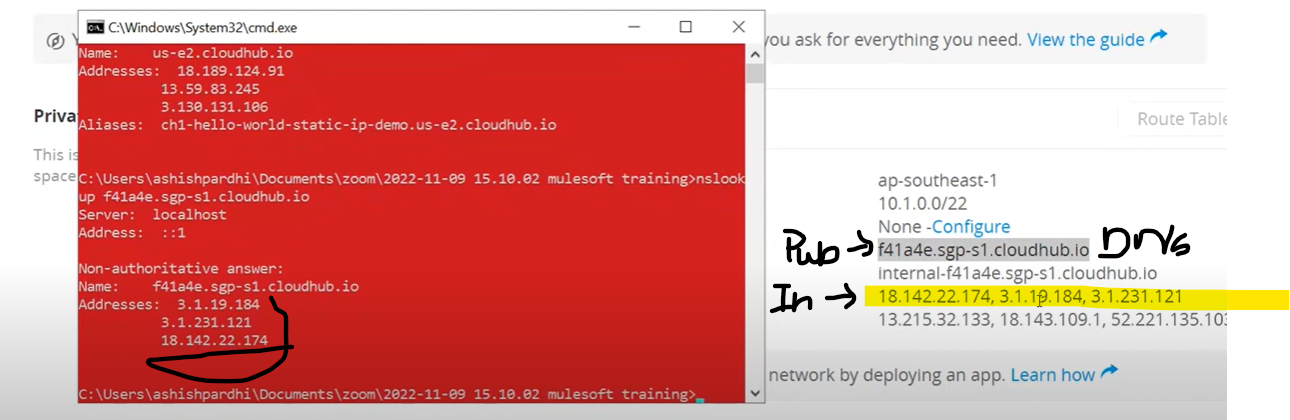 C:\Windows\System32\cmd.exe
Name:    us-e2.cloudhub.io
Addresses:  18.189.124.91
13.59.83.245
3.130.131.106
Aliases:  ch1-hello-world-static-ip-demo.us-e2.cloudhub.io
C:\Users\ashishpardhi\Documents\zoom\2022-11-09 15.10.02 mulesoft training>nslook
up f41a4e.sgp-s1.cloudhub.io
Server:  localhost
Address:  ::1
Non-authoritative answer:
Name:    f41a4e.sgp-s1.cloudhub.io
Addresses:  3.1.19.184
3.1.231.121
18.142.22.174
C:\Users\ashishpardhi\Documents\zoom\2022-11-09 15.10.02 mulesoft training>
you ask for everything you need. View the guide
Priva
This is
space
Route Table
ap-southeast-1
10.1.0.0/22
None -Configure
Pub → f41a4e.sgp-s1.cloudhub.io DNS
internal-f41a4e.sgp-s1.cloudhub.io
In → 18.142.22.174, 3.1.19.184, 3.1.231.121
13.215.32.133, 18.143.109.1, 52.221.135.103
network by deploying an app. Learn how